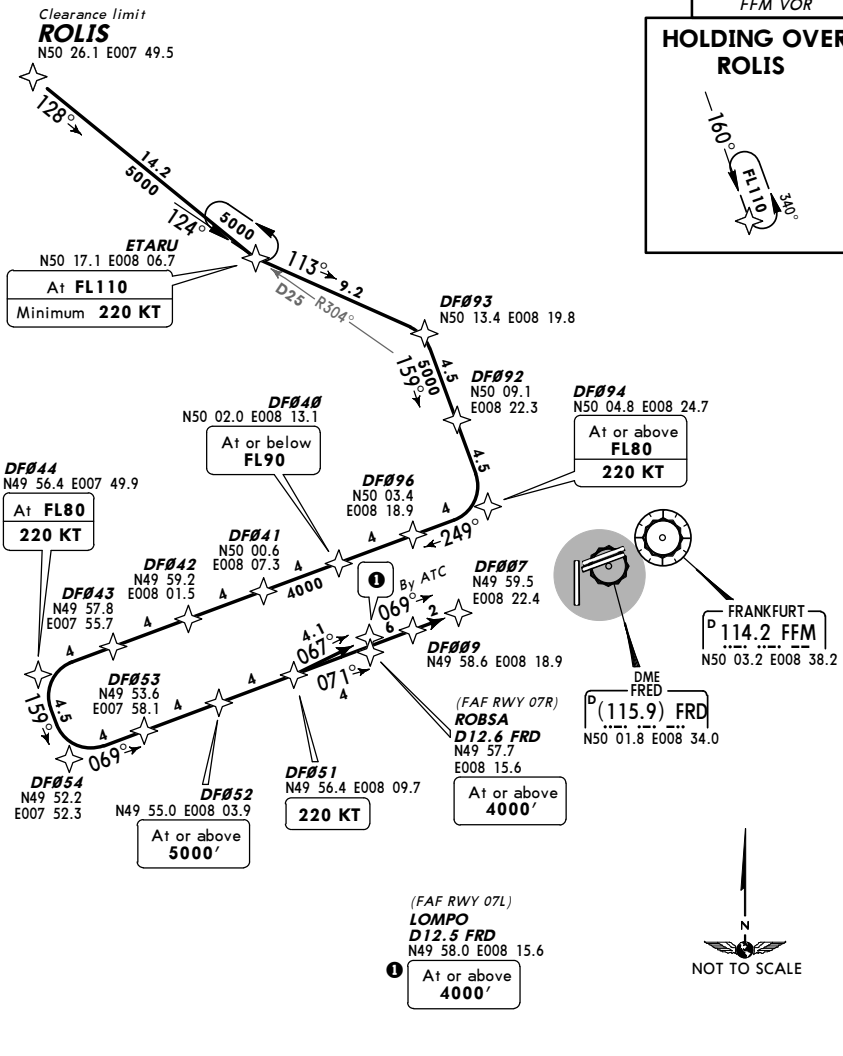 FFM VOR
Clearance limit
ROLIS
N50 26.1 E007 49.5
HOLDING OVER
ROLIS
160°
FL110
340°
128°
14.2
5000
124°
5000
ETARU
N50 17.1 E008 06.7
At FL110
Minimum 220 KT
113°
9.2
D25
R304°
DFØ93
N50 13.4 E008 19.8
4.5
5000
159°
DFØ92
N50 09.1
E008 22.3
4.5
DFØ94
N50 04.8 E008 24.7
At or above
FL80
220 KT
DFØ4Ø
N50 02.0 E008 13.1
At or below
FL90
DFØ96
N50 03.4
E008 18.9
4
249°
4
DFØ44
N49 56.4 E007 49.9
At FL80
220 KT
DFØ41
N50 00.6
E008 07.3
4
4000
DFØ42
N49 59.2
E008 01.5
4
DFØ43
N49 57.8
E007 55.7
4
4
159°
4.5
DFØ54
N49 52.2
E007 52.3
4
069°
DFØ53
N49 53.6
E007 58.1
4
DFØ52
N49 55.0 E008 03.9
At or above
5000′
4
DFØ51
N49 56.4 E008 09.7
220 KT
4.1
067°
071°
4
❶
By ATC
069°
6
2
DFØØ7
N49 59.5
E008 22.4
DFØØ9
N49 58.6 E008 18.9
(FAF RWY 07R)
ROBSA
D12.6 FRD
N49 57.7
E008 15.6
At or above
4000′
FRANKFURT
D 114.2 FFM
N50 03.2 E008 38.2
DME
FRED
D (115.9) FRD
N50 01.8 E008 34.0
(FAF RWY 07L)
LOMPO
D12.5 FRD
N49 58.0 E008 15.6
❶ At or above
4000′
N
NOT TO SCALE